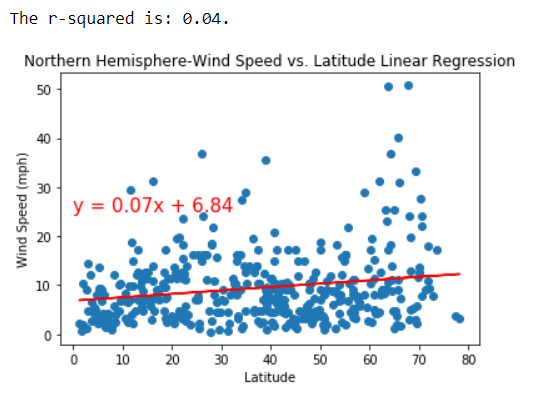 The r-squared is: 0.04.
Northern Hemisphere-Wind Speed vs. Latitude Linear Regression
50
40
30
20
10
0
Wind Speed (mph)
y = 0.07x + 6.84
0 10 20 30 40 50 60 70 80
Latitude